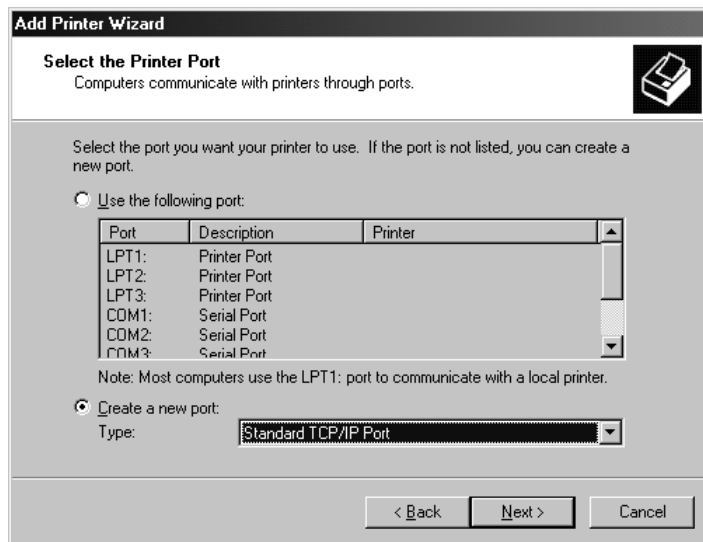 Add Printer Wizard
Select the Printer Port
Computers communicate with printers through ports.
Select the port you want your printer to use. If the port is not listed, you can create a
new port.
Use the following port:
Port Description Printer
LPT1: Printer Port
LPT2: Printer Port
LPT3: Printer Port
COM1: Serial Port
COM2: Serial Port
COM3: Serial Port
Note: Most computers use the LPT1: port to communicate with a local printer.
Create a new port:
Type: Standard TCP/IP Port
< Back Next > Cancel